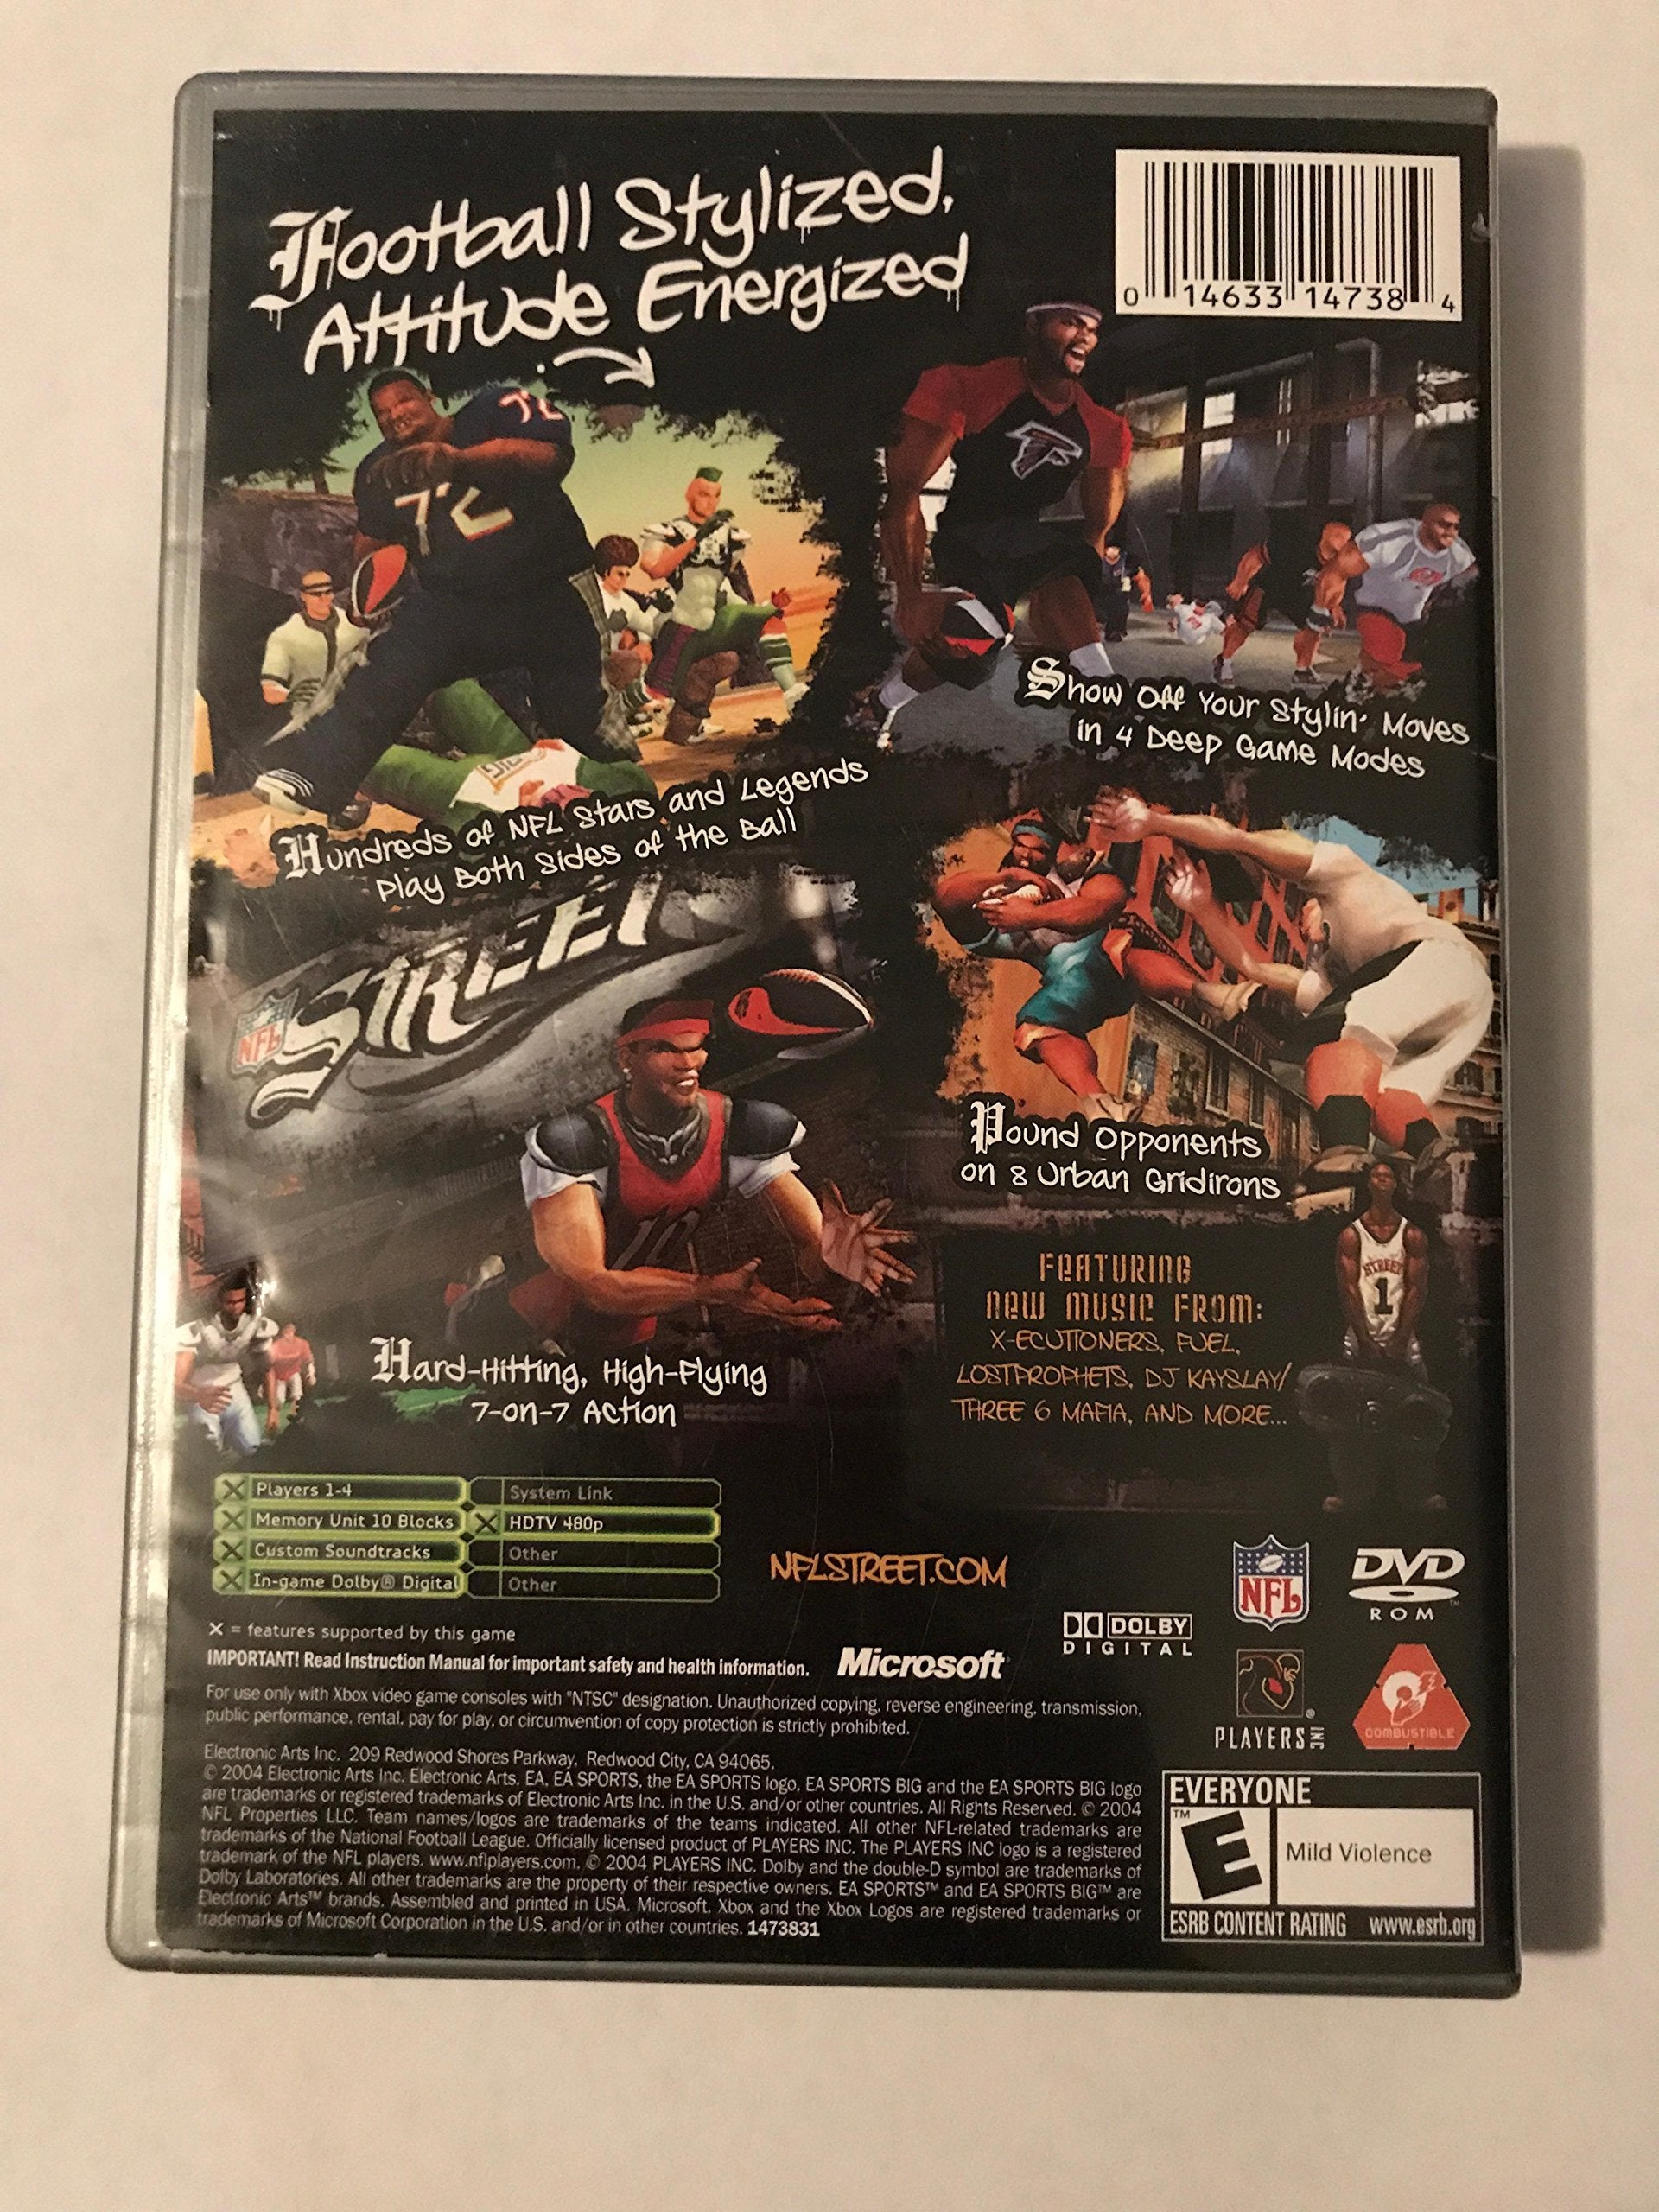 Football Stylized,
Attitude Energized
0 14633 14738 4
72
72
Hundreds of NFL Stars and Legends
Play Both Sides of the Ball
Show Off Your Stylin' Moves
in 4 Deep Game Modes
NFL STREET
Pound Opponents
on 8 Urban Gridirons
Hard-Hitting, High-Flying
7-on-7 Action
FEATURING
NEW MUSIC FROM:
X-ECUTIONERS, FUEL,
LOSTPROPHETS, DJ KAYSLAY/
THREE 6 MAFIA, AND MORE...
STREET
1
Players 1-4
System Link
Memory Unit 10 Blocks
HDTV 480p
Custom Soundtracks
Other
In-game Dolby® Digital
Other
X = features supported by this game
NFLSTREET.COM
NFL
DVD
ROM
DOLBY
DIGITAL
PLAYERS INC
COMBUSTIBLE
IMPORTANT! Read Instruction Manual for important safety and health information.
Microsoft
For use only with Xbox video game consoles with "NTSC" designation. Unauthorized copying, reverse engineering, transmission,
public performance, rental, pay for play, or circumvention of copy protection is strictly prohibited.
Electronic Arts Inc. 209 Redwood Shores Parkway, Redwood City, CA 94065.
© 2004 Electronic Arts Inc. Electronic Arts, EA, EA SPORTS, the EA SPORTS logo, EA SPORTS BIG and the EA SPORTS BIG logo
are trademarks or registered trademarks of Electronic Arts Inc. in the U.S. and/or other countries. All Rights Reserved. © 2004
NFL Properties LLC. Team names/logos are trademarks of the teams indicated. All other NFL-related trademarks are
trademarks of the National Football League. Officially licensed product of PLAYERS INC. The PLAYERS INC logo is a registered
trademark of the NFL players. www.nflplayers.com. © 2004 PLAYERS INC. Dolby and the double-D symbol are trademarks of
Dolby Laboratories. All other trademarks are the property of their respective owners. EA SPORTS™ and EA SPORTS BIG™ are
Electronic Arts™ brands. Assembled and printed in USA. Microsoft, Xbox and the Xbox Logos are registered trademarks or
trademarks of Microsoft Corporation in the U.S. and/or in other countries. 1473831
EVERYONE
E™
Mild Violence
ESRB CONTENT RATING www.esrb.org